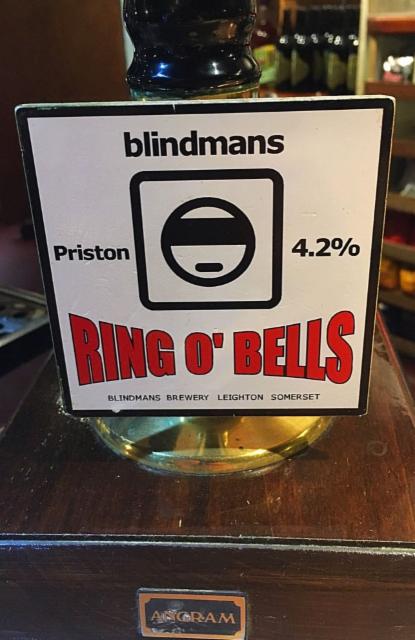 blindmans
Priston
4.2%
RING O' BELLS
BLINDMANS BREWERY LEIGHTON SOMERSET
ANGRAM